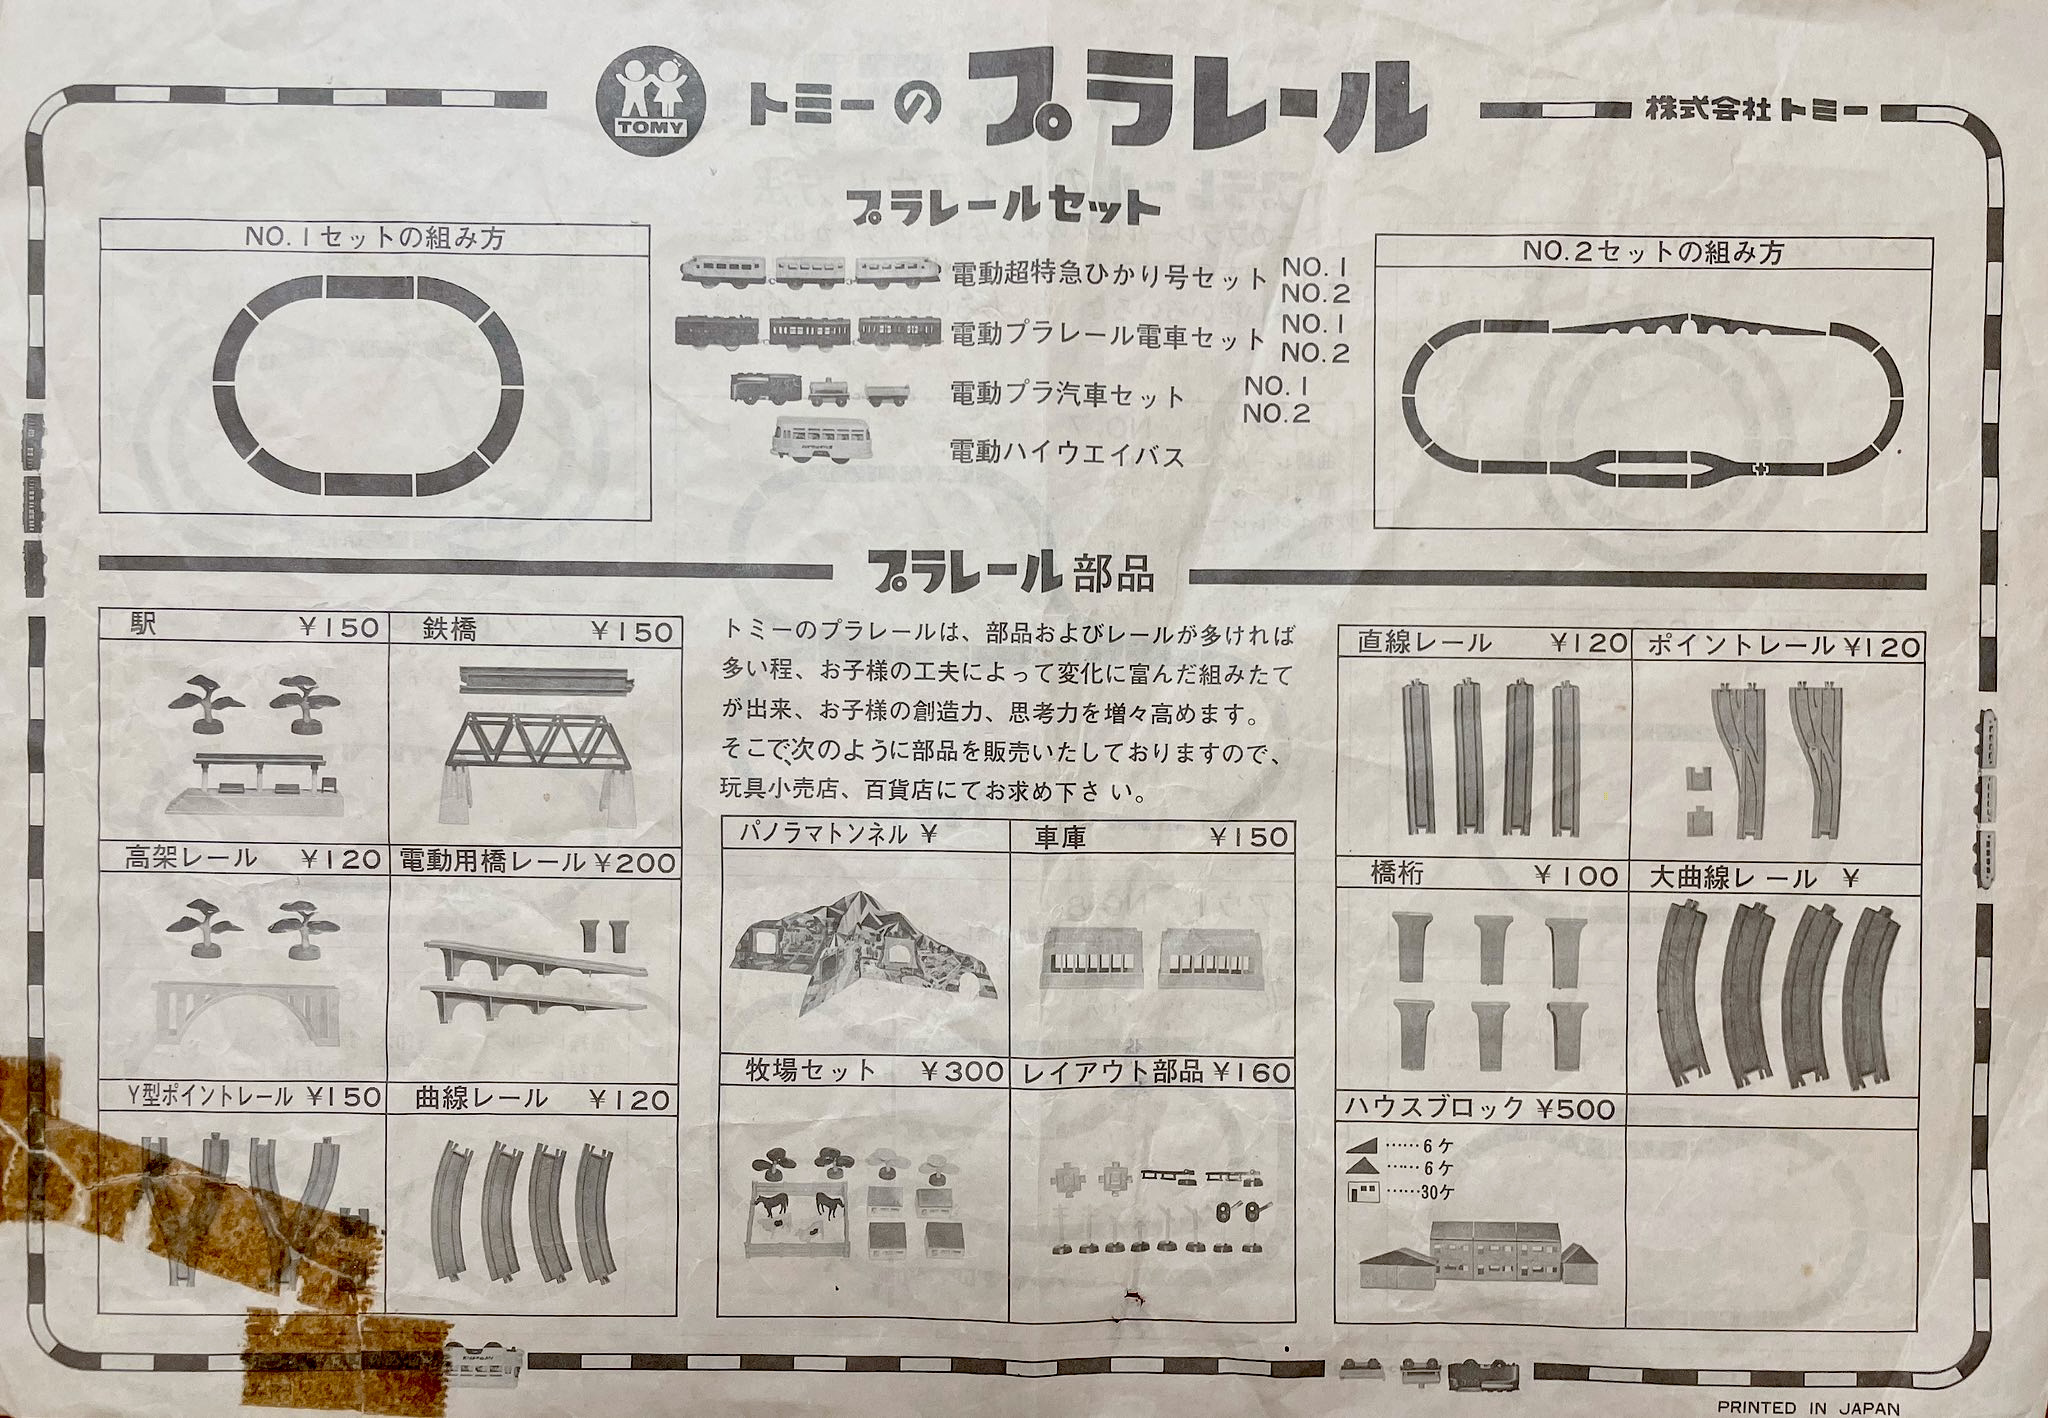 TOMY
トミーの プラレール
株式会社トミー
プラレールセット
NO.1セットの組み方
電動超特急ひかり号セット NO.1
NO.2
電動プラレール電車セット NO.1
NO.2
電動プラ汽車セット NO.1
NO.2
電動ハイウエイバス
NO.2セットの組み方
プラレール部品
駅 ¥150
鉄橋 ¥150
高架レール ¥120
電動用橋レール ¥200
Y型ポイントレール ¥150
曲線レール ¥120
トミーのプラレールは、部品およびレールが多ければ
多い程、お子様の工夫によって変化に富んだ組みたて
が出来、お子様の創造力、思考力を増々高めます。
そこで次のように部品を販売いたしておりますので、
玩具小売店、百貨店にてお求め下さい。
パノラマトンネル ¥
車庫 ¥150
牧場セット ¥300
レイアウト部品 ¥160
直線レール ¥120
ポイントレール ¥120
橋桁 ¥100
大曲線レール ¥
ハウスブロック ¥500
……6ケ
……6ケ
……30ケ
PRINTED IN JAPAN